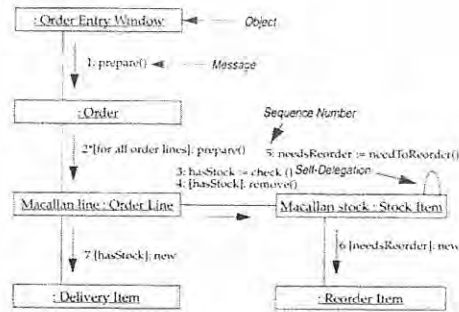 : Order Entry Window
Object
1: prepare()
Message
: Order
Sequence Number
2*[for all order lines]: prepare()
5: needsReorder := needToReorder()
3: hasStock := check ()
Self-Delegation
4: [hasStock]: remove()
Macallan line : Order Line
Macallan stock : Stock Item
7 [hasStock]: new
6 [needsReorder]: new
: Delivery Item
: Reorder Item